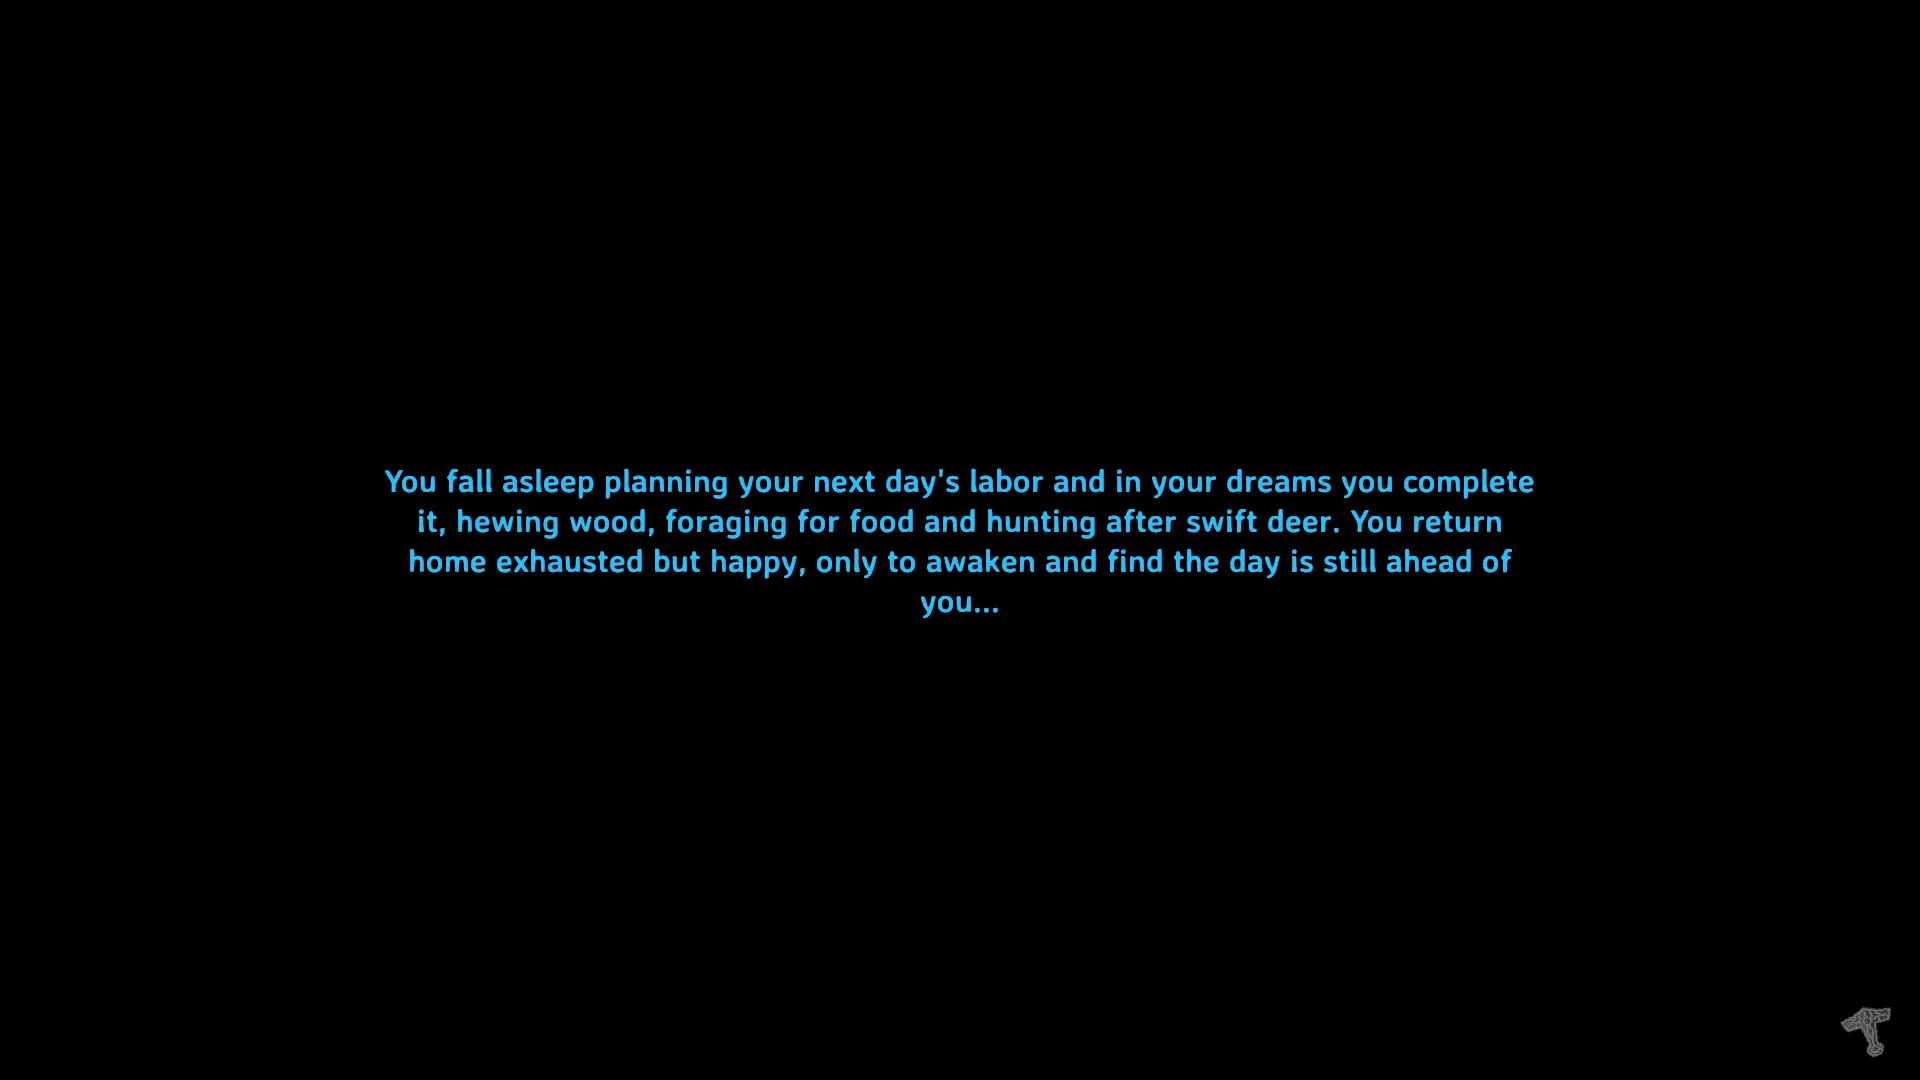 You fall asleep planning your next day's labor and in your dreams you complete
it, hewing wood, foraging for food and hunting after swift deer. You return
home exhausted but happy, only to awaken and find the day is still ahead of
you...